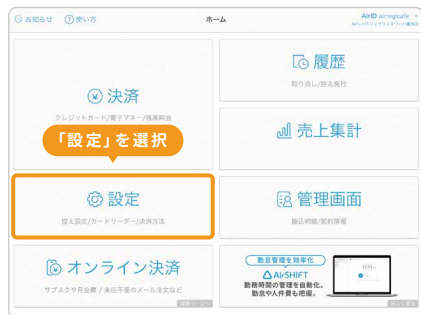 お知らせ ? 使い方
ホーム
AirID airregicafe
決済
クレジットカード/電子マネー/残高照会
「設定」を選択
設定
控え設定/カードリーダー/決済方法
オンライン決済
サブスクや月会費 / 来店不要のメール注文など
履歴
取り消し/控え発行
売上集計
管理画面
振込明細/契約情報
勤怠管理を効率化
AirSHIFT
勤務時間の管理を自動化。
勤怠や人件費も把握。